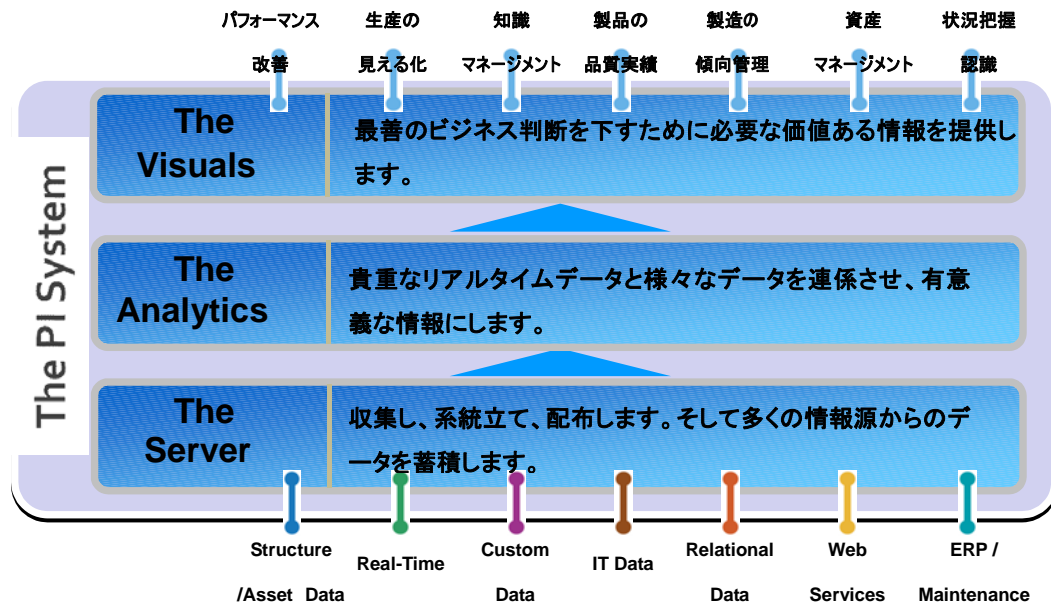 パフォーマンス
改善
生産の
見える化
知識
マネージメント
製品の
品質実績
製造の
傾向管理
資産
マネージメント
状況把握
認識
The PI System
The
Visuals
最善のビジネス判断を下すために必要な価値ある情報を提供し
ます。
The
Analytics
貴重なリアルタイムデータと様々なデータを連係させ、有意
義な情報にします。
The
Server
収集し、系統立て、配布します。そして多くの情報源からのデ
ータを蓄積します。
Structure
/Asset Data
Real-Time
Custom
Data
IT Data
Relational
Data
Web
Services
ERP /
Maintenance